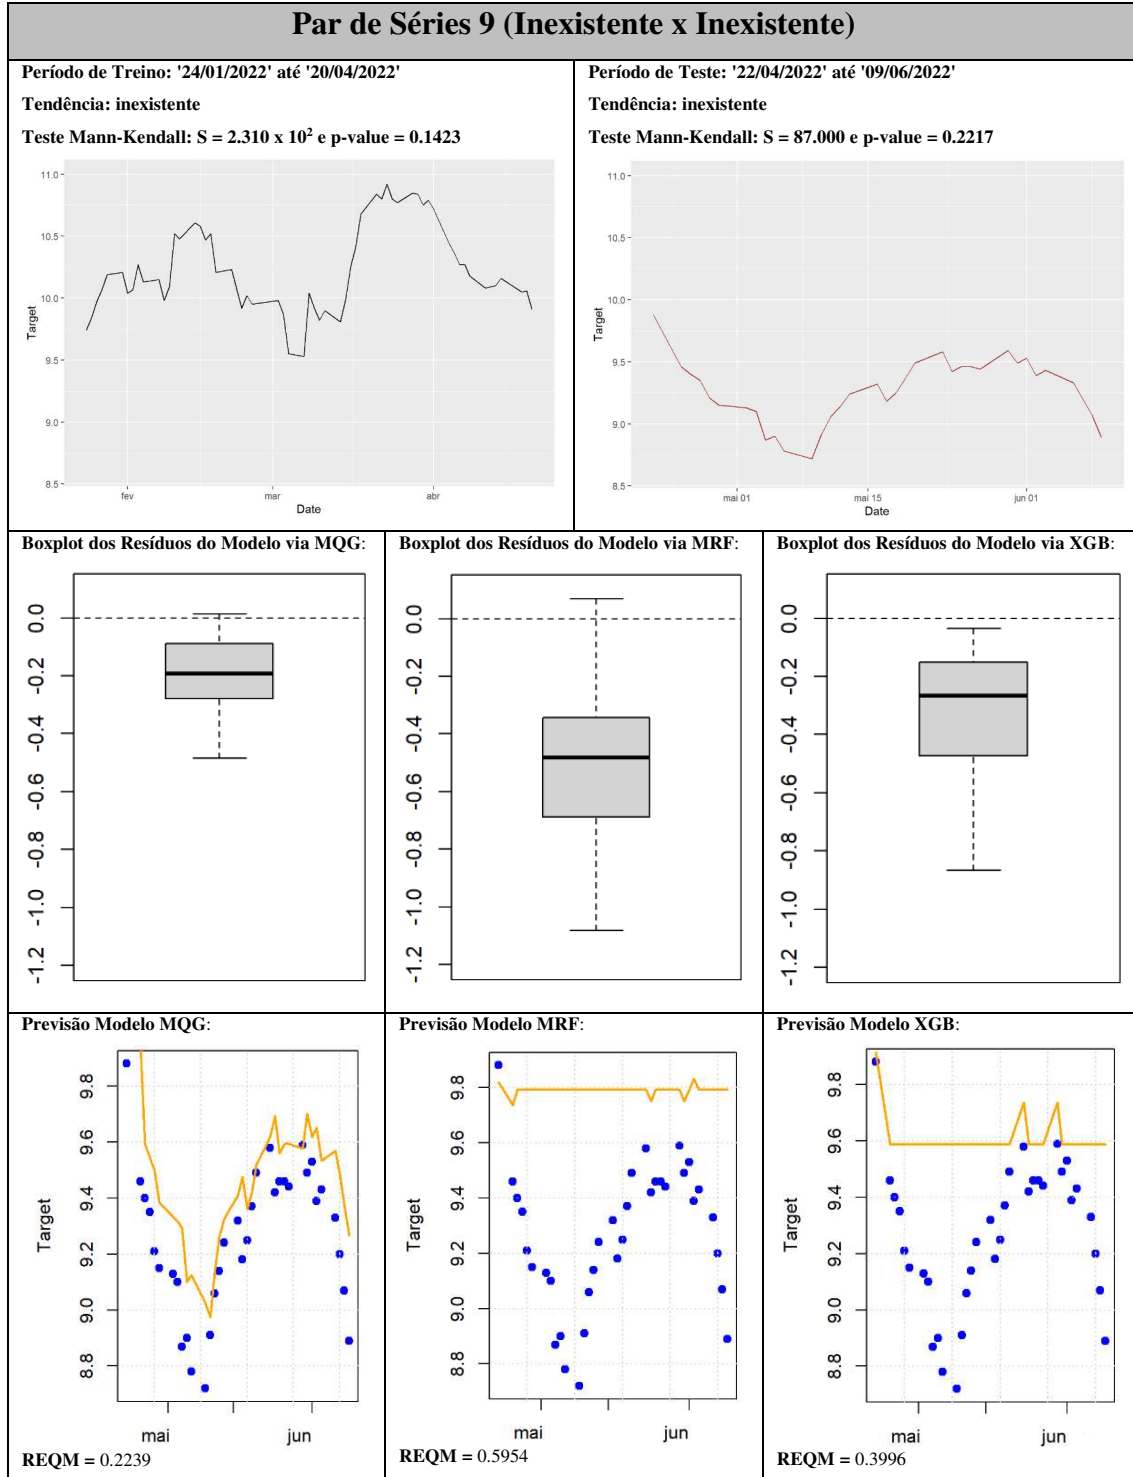 Par de Séries 9 (Inexistente x Inexistente)
Período de Treino: '24/01/2022' até '20/04/2022'
Tendência: inexistente
Teste Mann-Kendall: S = 2.310 x 10² e p-value = 0.1423
11.0
10.5
10.0
9.5
9.0
8.5
Target
fev mar abr
Date
Período de Teste: '22/04/2022' até '09/06/2022'
Tendência: inexistente
Teste Mann-Kendall: S = 87.000 e p-value = 0.2217
11.0
10.5
10.0
9.5
9.0
8.5
Target
mai 01 mai 15 jun 01
Date
Boxplot dos Resíduos do Modelo via MQG:
0.0
-0.2
-0.4
-0.6
-0.8
-1.0
-1.2
Boxplot dos Resíduos do Modelo via MRF:
0.0
-0.2
-0.4
-0.6
-0.8
-1.0
-1.2
Boxplot dos Resíduos do Modelo via XGB:
0.0
-0.2
-0.4
-0.6
-0.8
-1.0
-1.2
Previsão Modelo MQG:
9.8
9.6
9.4
9.2
9.0
8.8
Target
mai jun
REQM = 0.2239
Previsão Modelo MRF:
9.8
9.6
9.4
9.2
9.0
8.8
Target
mai jun
REQM = 0.5954
Previsão Modelo XGB:
9.8
9.6
9.4
9.2
9.0
8.8
Target
mai jun
REQM = 0.3996